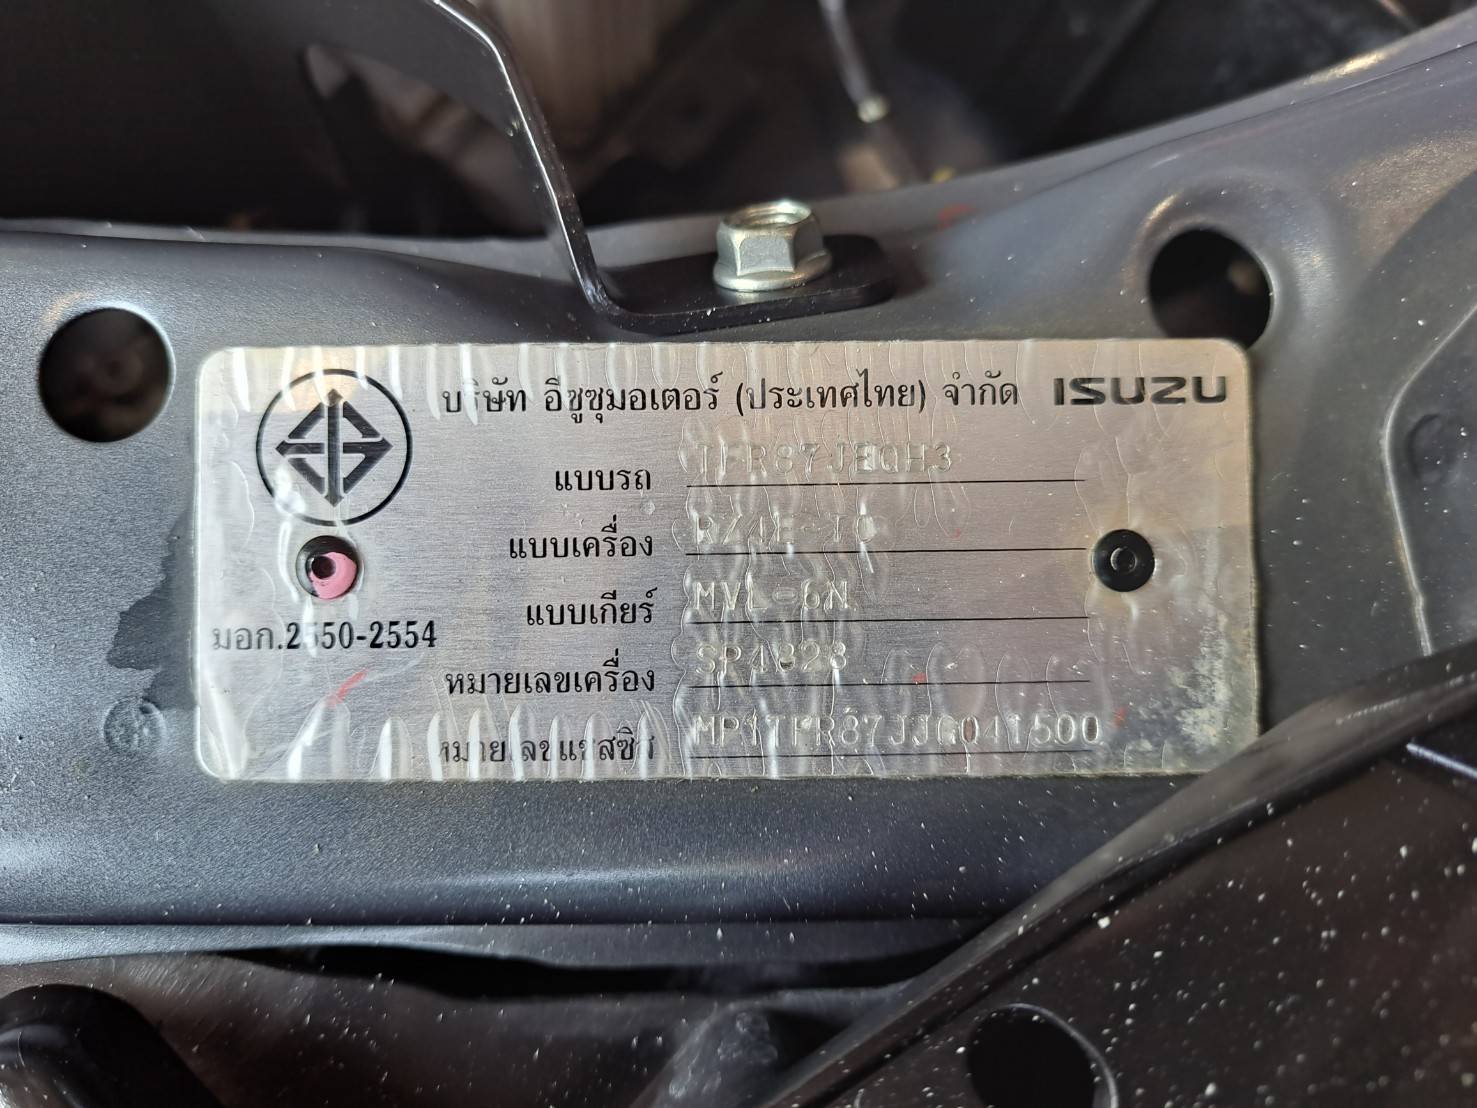 บริษัท อีซูซุมอเตอร์ (ประเทศไทย) จำกัด ISUZU
แบบรถ TFR87JEQH3
แบบเครื่อง RZ4E-TC
แบบเกียร์ MVL-6N
มอก.2550-2554
หมายเลขเครื่อง SR4828
หมายเลขแชสซีส์ MP1TFR87JJG041500